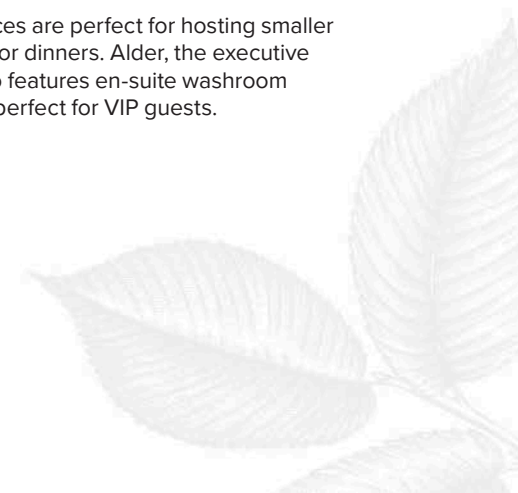 ces are perfect for hosting smaller
or dinners. Alder, the executive
features en-suite washroom
perfect for VIP guests.